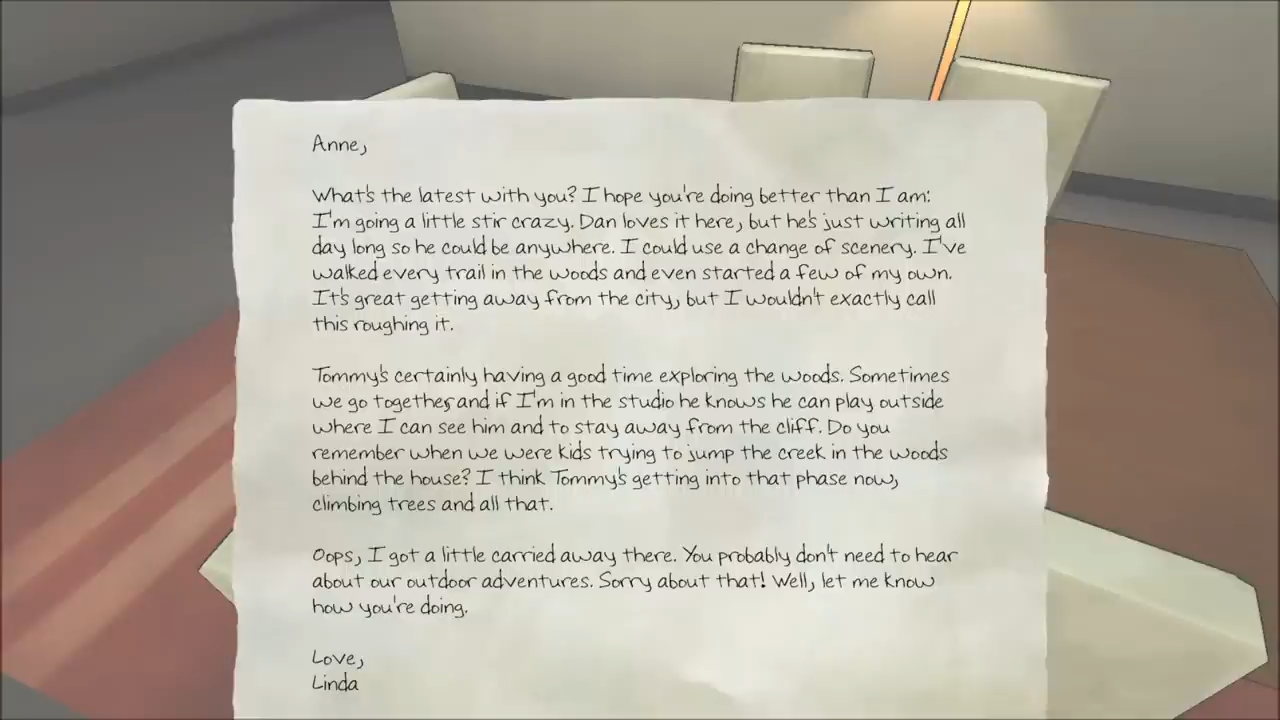 Anne,
What's the latest with you? I hope you're doing better than I am:
I'm going a little stir crazy. Dan loves it here, but he's just writing all
day long so he could be anywhere. I could use a change of scenery. I've
walked every trail in the woods and even started a few of my own.
It's great getting away from the city, but I wouldn't exactly call
this roughing it.
Tommy's certainly having a good time exploring the woods. Sometimes
we go together, and if I'm in the studio he knows he can play outside
where I can see him and to stay away from the cliff. Do you
remember when we were kids trying to jump the creek in the woods
behind the house? I think Tommy's getting into that phase now,
climbing trees and all that.
Oops, I got a little carried away there. You probably don't need to hear
about our outdoor adventures. Sorry about that! Well, let me know
how you're doing.
Love,
Linda